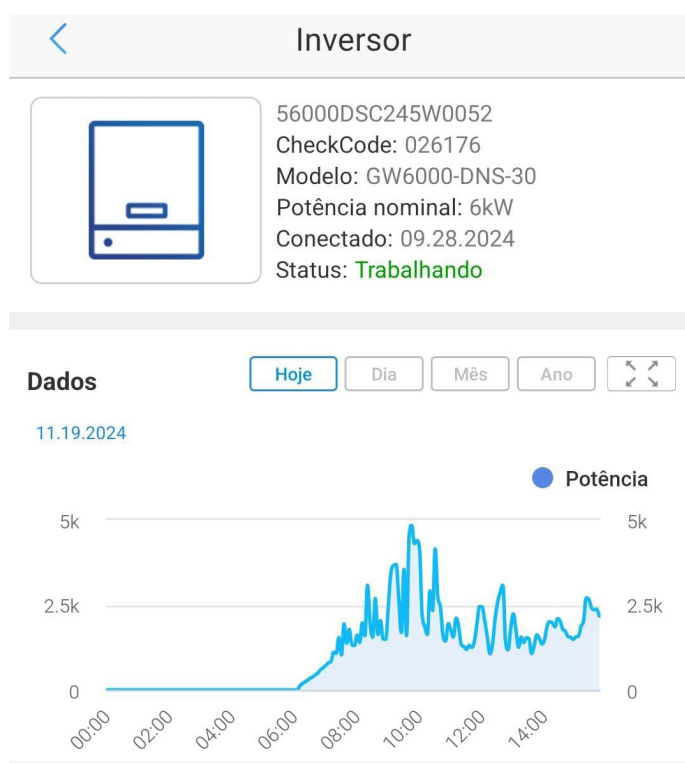 Inversor
56000DSC245W0052
CheckCode: 026176
Modelo: GW6000-DNS-30
Potência nominal: 6kW
Conectado: 09.28.2024
Status: Trabalhando
Dados
Hoje
Dia
Mês
Ano
11.19.2024
Potência
5k
5k
2.5k
2.5k
0
0
00:00
02:00
04:00
06:00
08:00
10:00
12:00
14:00